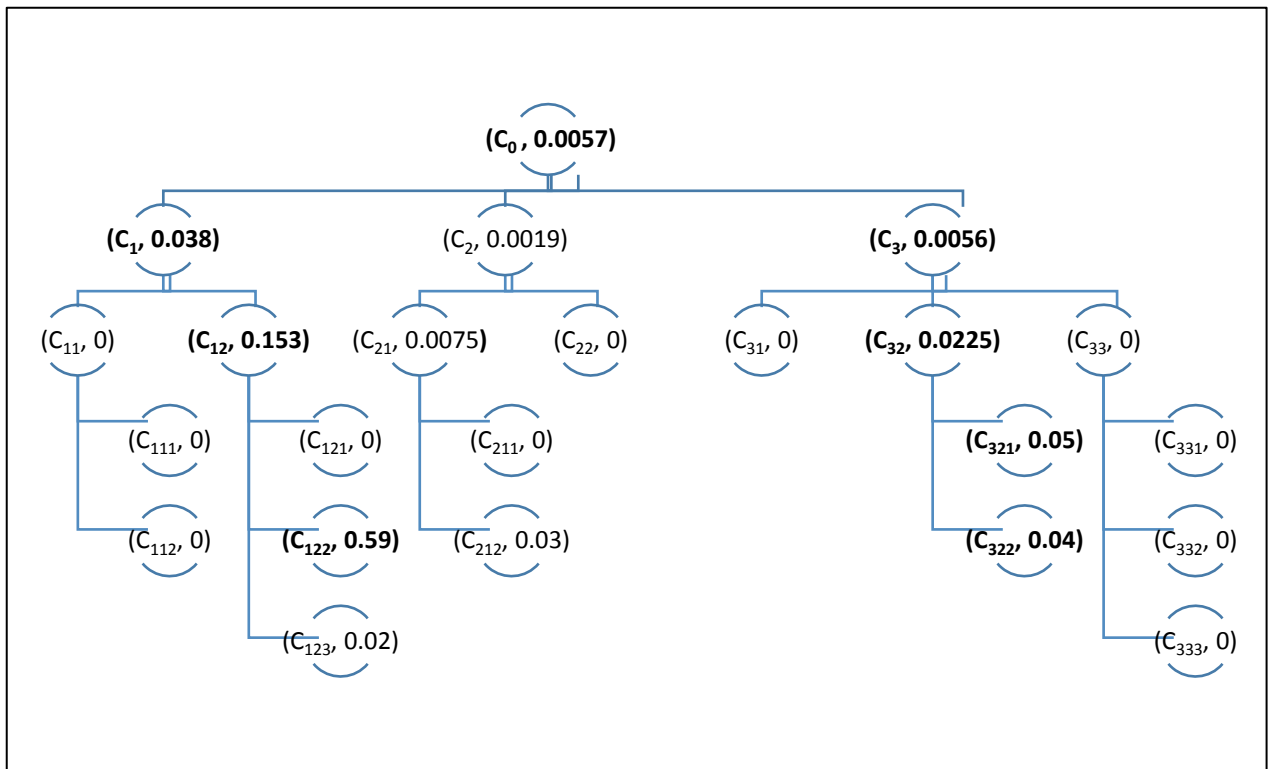 (C₀ , 0.0057)
(C₁, 0.038) (C₂, 0.0019) (C₃, 0.0056)
(C₁₁, 0) (C₁₂, 0.153) (C₂₁, 0.0075) (C₂₂, 0) (C₃₁, 0) (C₃₂, 0.0225) (C₃₃, 0)
(C₁₁₁, 0) (C₁₂₁, 0) (C₂₁₁, 0) (C₃₂₁, 0.05) (C₃₃₁, 0)
(C₁₁₂, 0) (C₁₂₂, 0.59) (C₂₁₂, 0.03) (C₃₂₂, 0.04) (C₃₃₂, 0)
(C₁₂₃, 0.02) (C₃₃₃, 0)